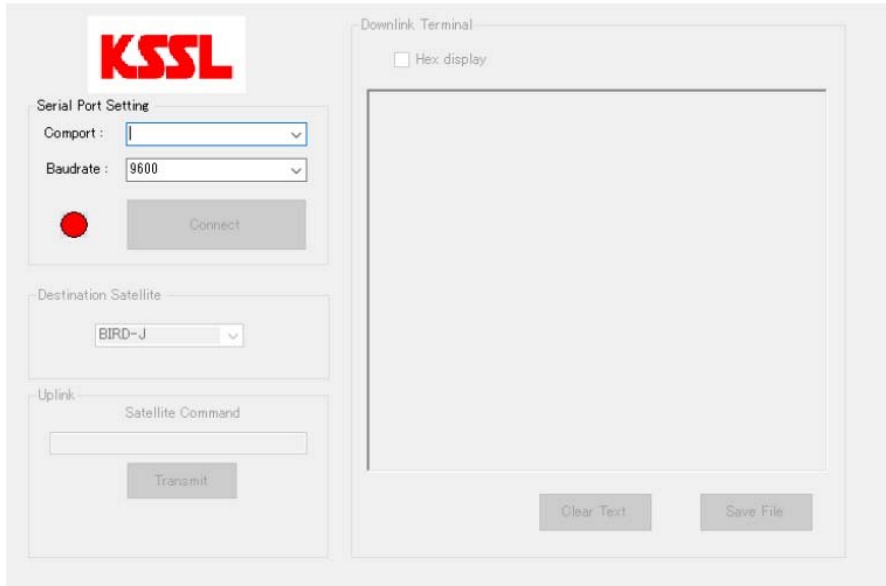 KSSL
Serial Port Setting
Comport :
Baudrate :
9600
Connect
Destination Satellite
BIRD-J
Uplink
Satellite Command
Transmit
Downlink Terminal
Hex display
Clear Text
Save File